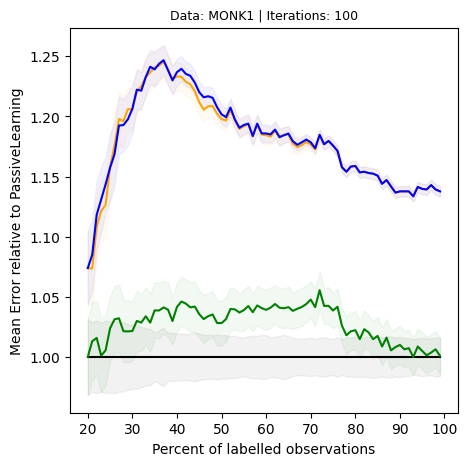 Data: MONK1 | Iterations: 100
Mean Error relative to PassiveLearning
1.25
1.20
1.15
1.10
1.05
1.00
20 30 40 50 60 70 80 90 100
Percent of labelled observations